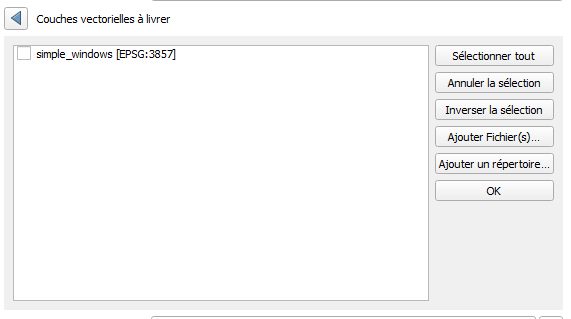 Couches vectorielles à livrer
simple_windows [EPSG:3857]
Sélectionner tout
Annuler la sélection
Inverser la sélection
Ajouter Fichier(s)...
Ajouter un répertoire...
OK